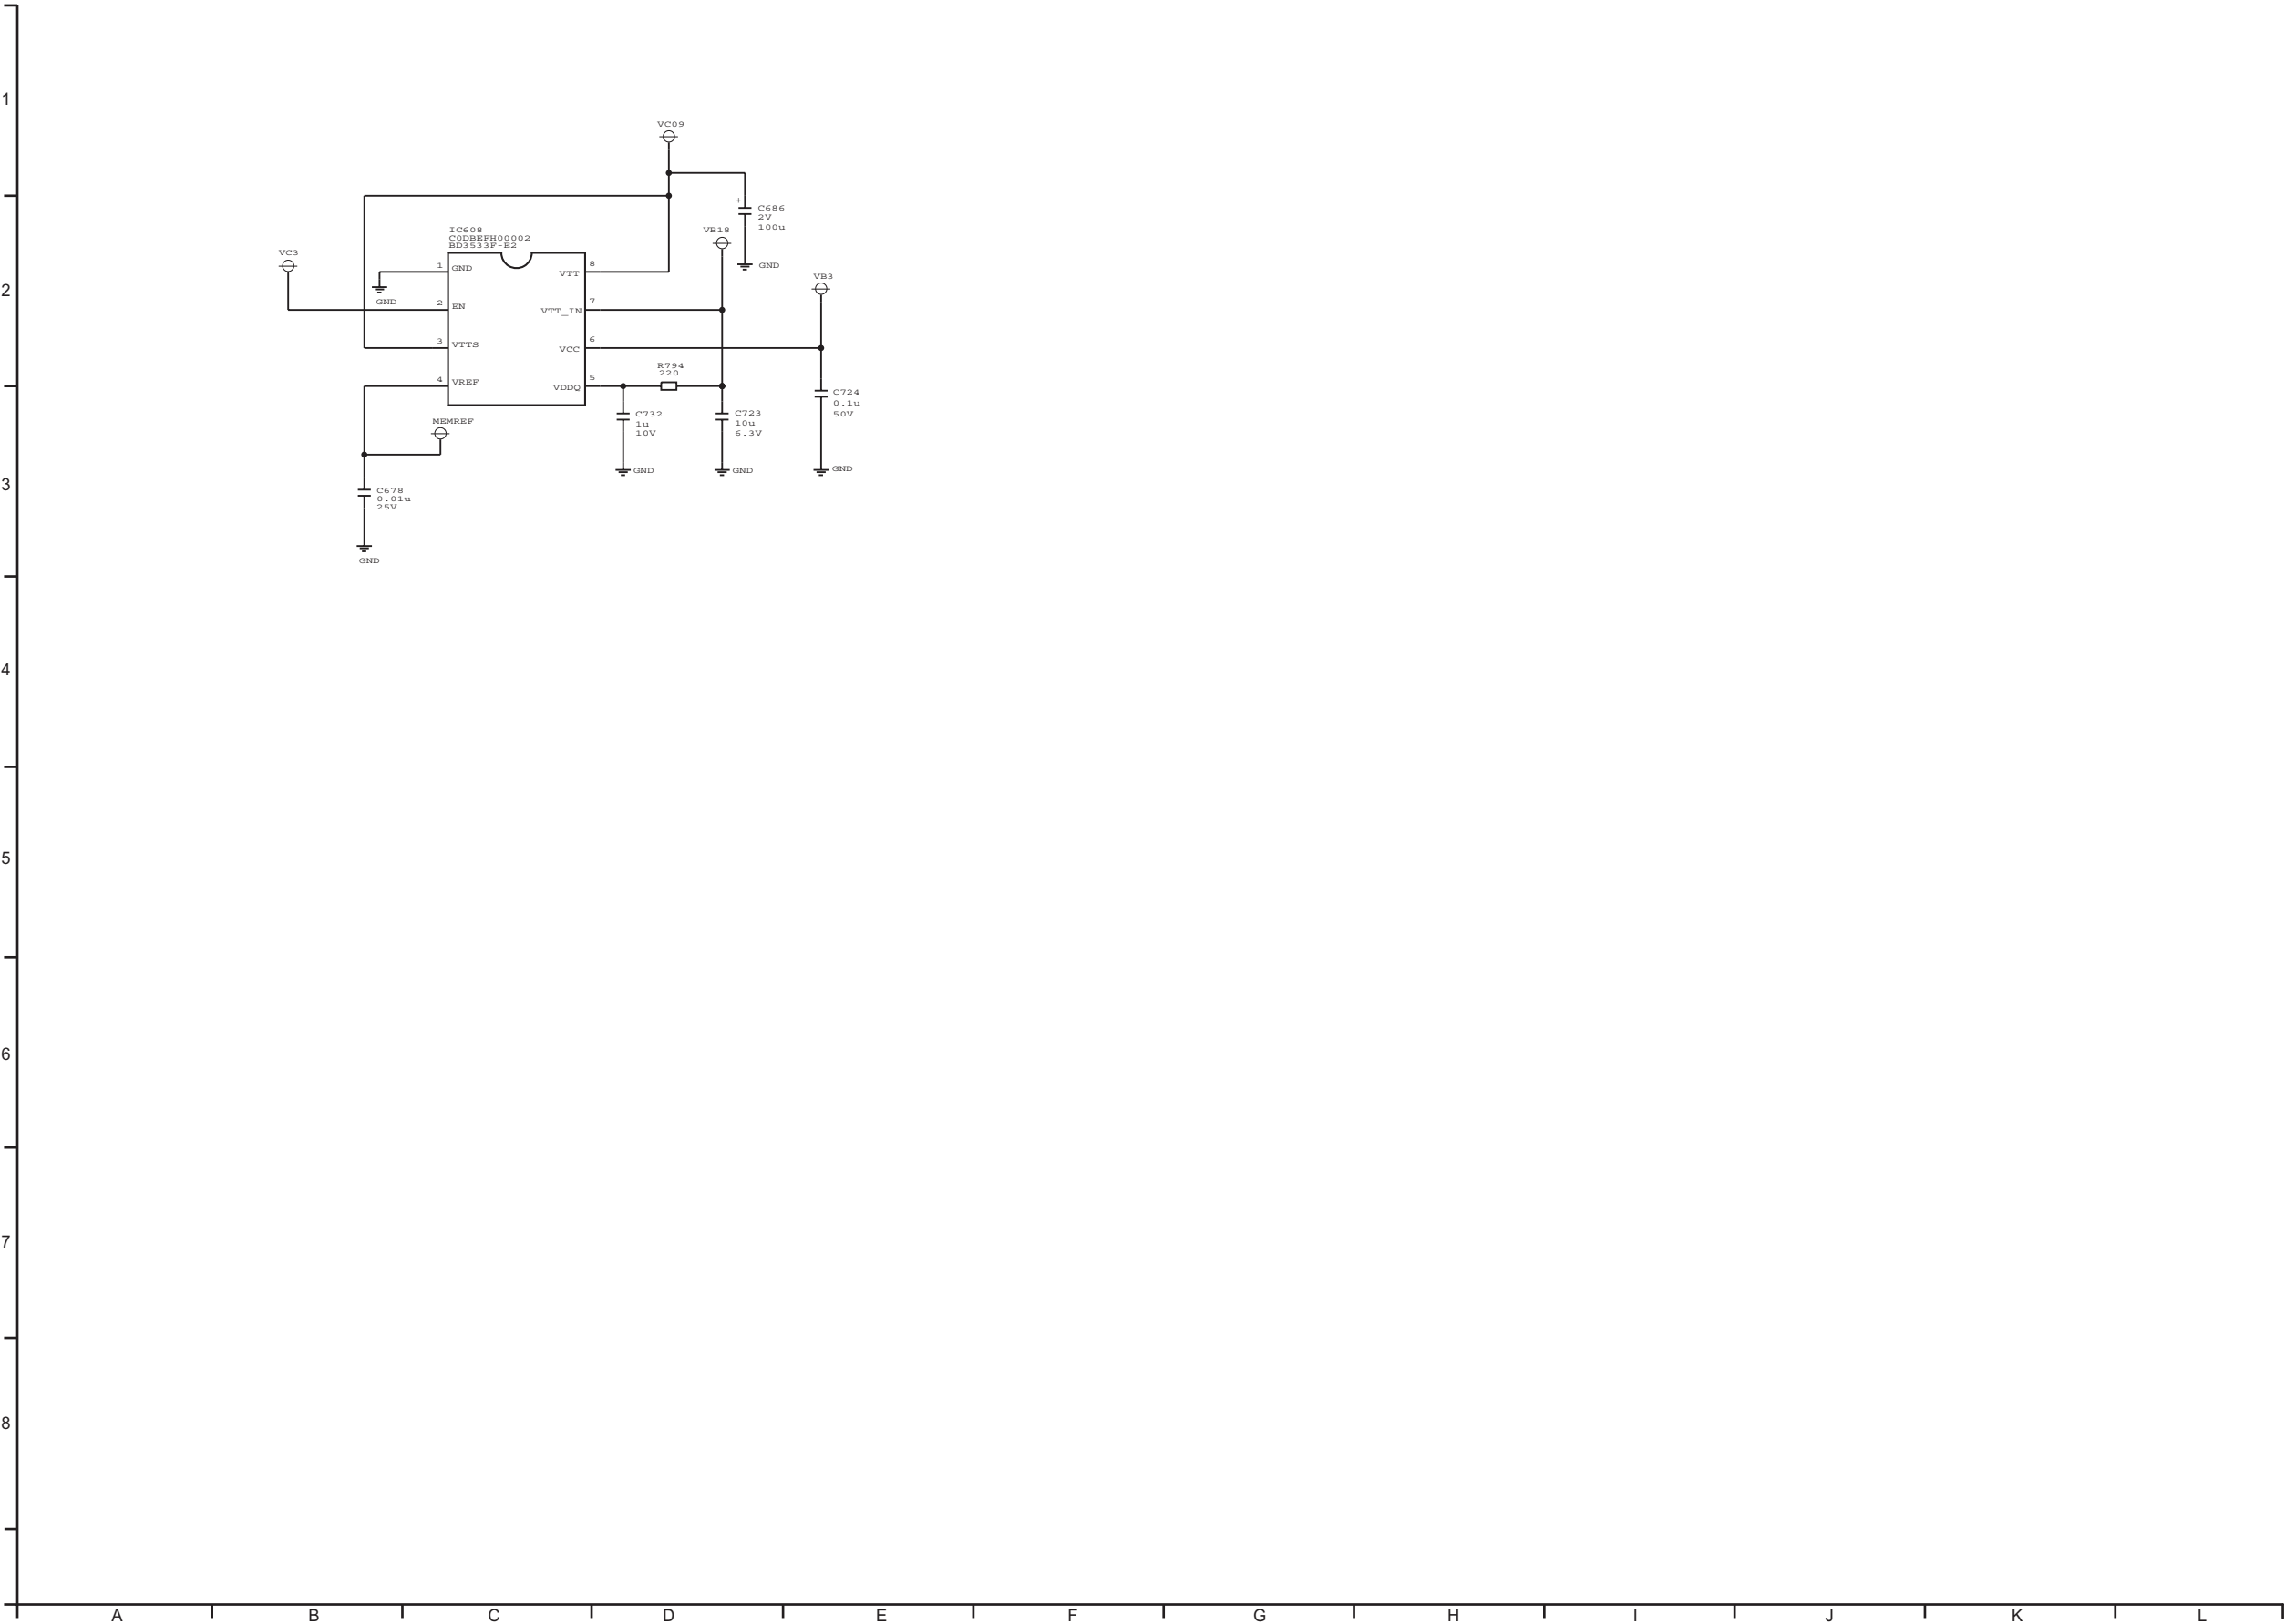 1
VC09
C686
2V
100u
+
GND
VB18
IC608
C0DBEFH00002
BD3533F-E2
VC3
1
GND
8
VTT
GND
2
EN
7
VTT_IN
VB3
2
3
VTTS
6
VCC
4
VREF
5
VDDQ
R794
220
C732
1u
10V
GND
C723
10u
6.3V
GND
C724
0.1u
50V
GND
MEMREF
3
C678
0.01u
25V
GND
4
5
6
7
8
A B C D E F G H I J K L